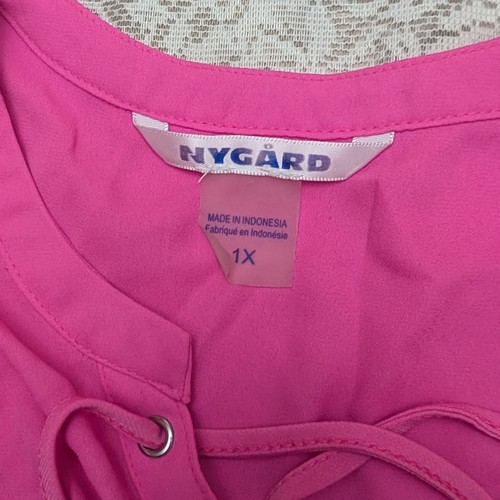 NYGÅRD
MADE IN INDONESIA
Fabriqué en Indonésie
1X